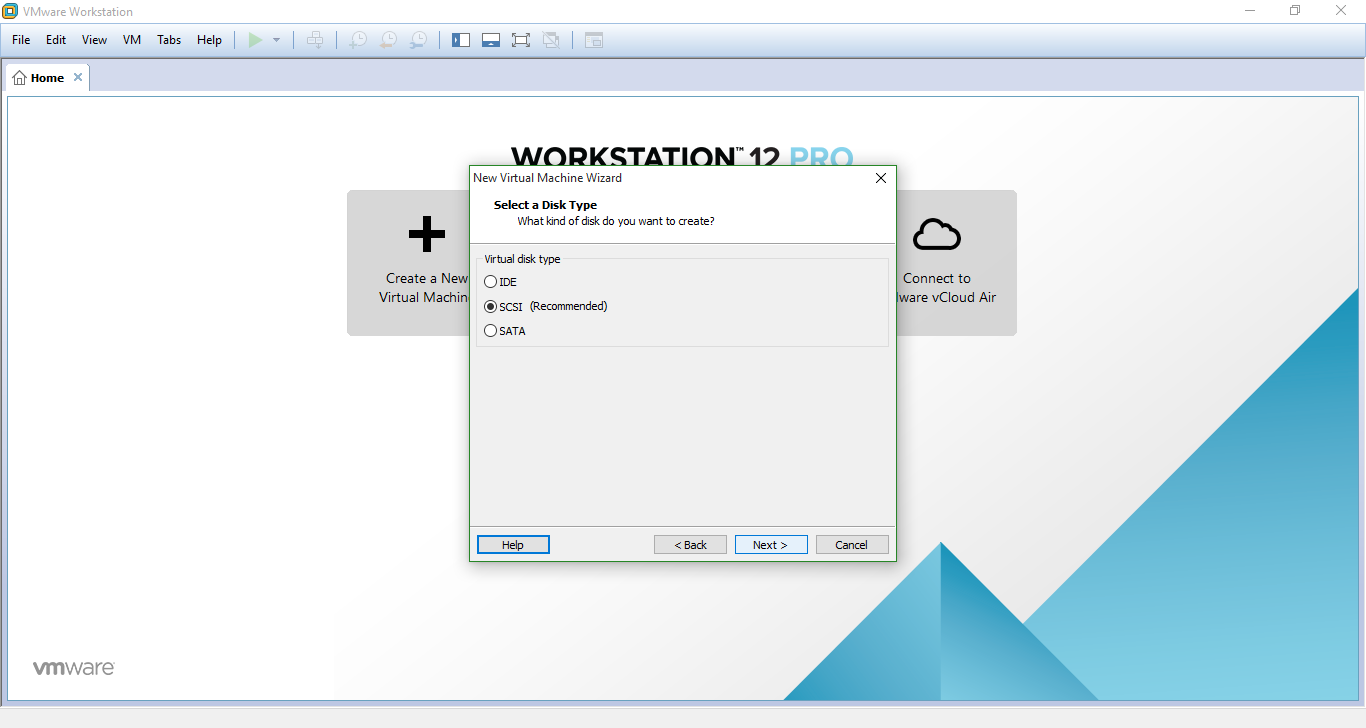 VMware Workstation
File Edit View VM Tabs Help
Home
WORKSTATION™ 12 PRO
Create a New
Virtual Machin
Connect to
ware vCloud Air
New Virtual Machine Wizard
Select a Disk Type
What kind of disk do you want to create?
Virtual disk type
IDE
SCSI (Recommended)
SATA
Help < Back Next > Cancel
vmware